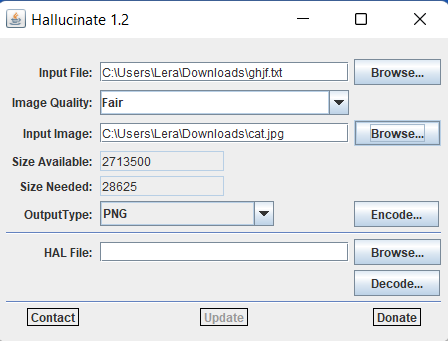 Hallucinate 1.2
Input File: C:\Users\Lera\Downloads\ghjf.txt Browse...
Image Quality: Fair
Input Image: C:\Users\Lera\Downloads\cat.jpg Browse...
Size Available: 2713500
Size Needed: 28625
OutputType: PNG Encode...
HAL File: Browse...
Decode...
Contact Update Donate